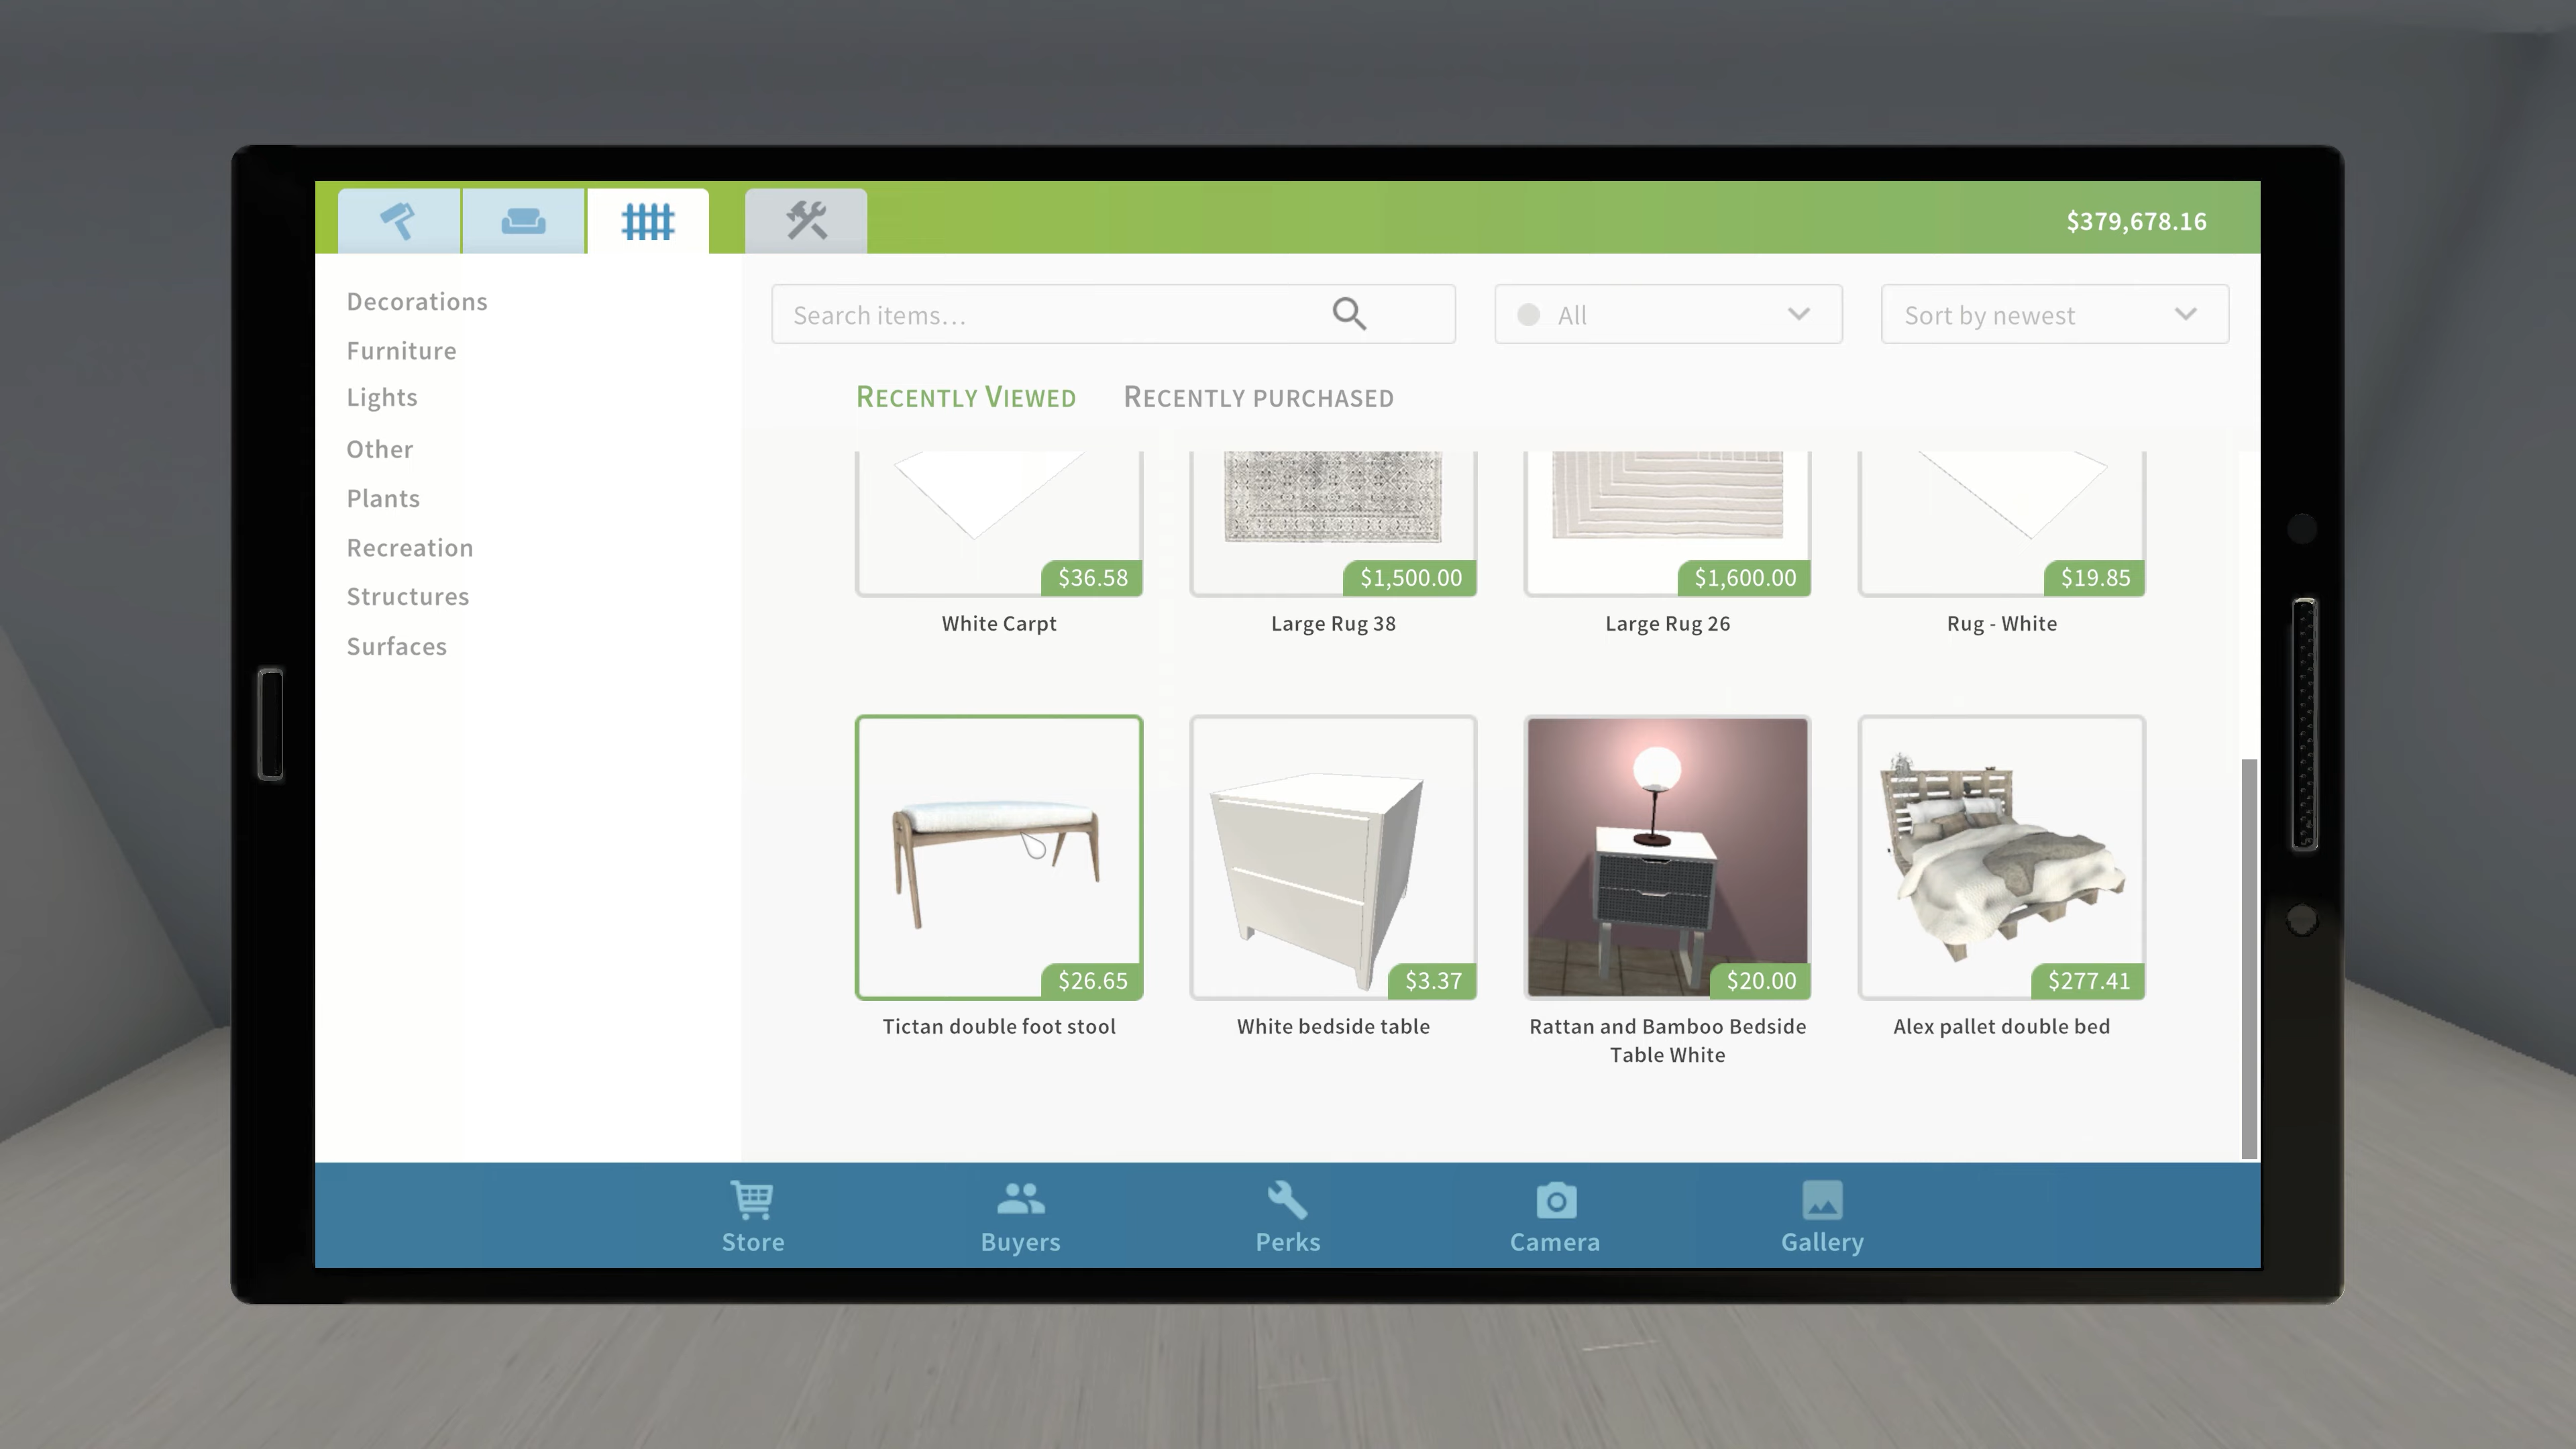 $379,678.16
Decorations
Furniture
Lights
Other
Plants
Recreation
Structures
Surfaces
Search items...
All
Sort by newest
RECENTLY VIEWED
RECENTLY PURCHASED
$36.58
$1,500.00
$1,600.00
$19.85
White Carpt
Large Rug 38
Large Rug 26
Rug - White
$26.65
$3.37
$20.00
$277.41
Tictan double foot stool
White bedside table
Rattan and Bamboo Bedside
Table White
Alex pallet double bed
Store
Buyers
Perks
Camera
Gallery